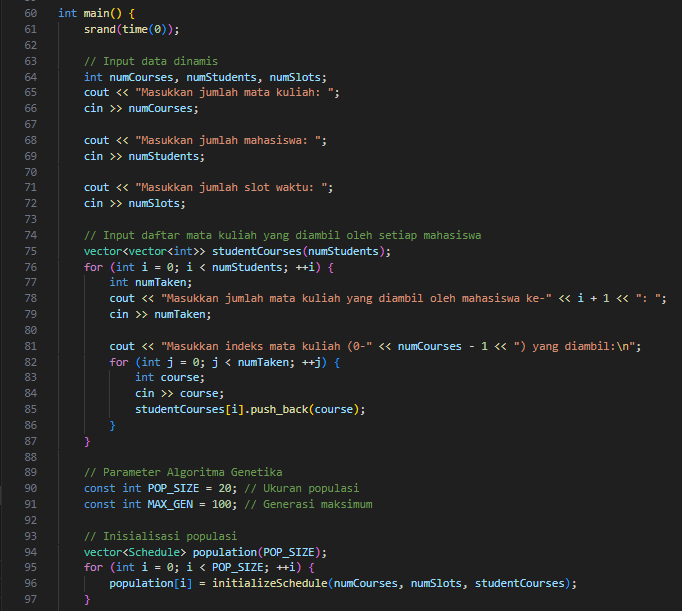 60 int main() {
61     srand(time(0));
62
63     // Input data dinamis
64     int numCourses, numStudents, numSlots;
65     cout << "Masukkan jumlah mata kuliah: ";
66     cin >> numCourses;
67
68     cout << "Masukkan jumlah mahasiswa: ";
69     cin >> numStudents;
70
71     cout << "Masukkan jumlah slot waktu: ";
72     cin >> numSlots;
73
74     // Input daftar mata kuliah yang diambil oleh setiap mahasiswa
75     vector<vector<int>> studentCourses(numStudents);
76     for (int i = 0; i < numStudents; ++i) {
77         int numTaken;
78         cout << "Masukkan jumlah mata kuliah yang diambil oleh mahasiswa ke-" << i + 1 << ": ";
79         cin >> numTaken;
80
81         cout << "Masukkan indeks mata kuliah (0-" << numCourses - 1 << ") yang diambil:\n";
82         for (int j = 0; j < numTaken; ++j) {
83             int course;
84             cin >> course;
85             studentCourses[i].push_back(course);
86         }
87     }
88
89     // Parameter Algoritma Genetika
90     const int POP_SIZE = 20; // Ukuran populasi
91     const int MAX_GEN = 100; // Generasi maksimum
92
93     // Inisialisasi populasi
94     vector<Schedule> population(POP_SIZE);
95     for (int i = 0; i < POP_SIZE; ++i) {
96         population[i] = initializeSchedule(numCourses, numSlots, studentCourses);
97     }